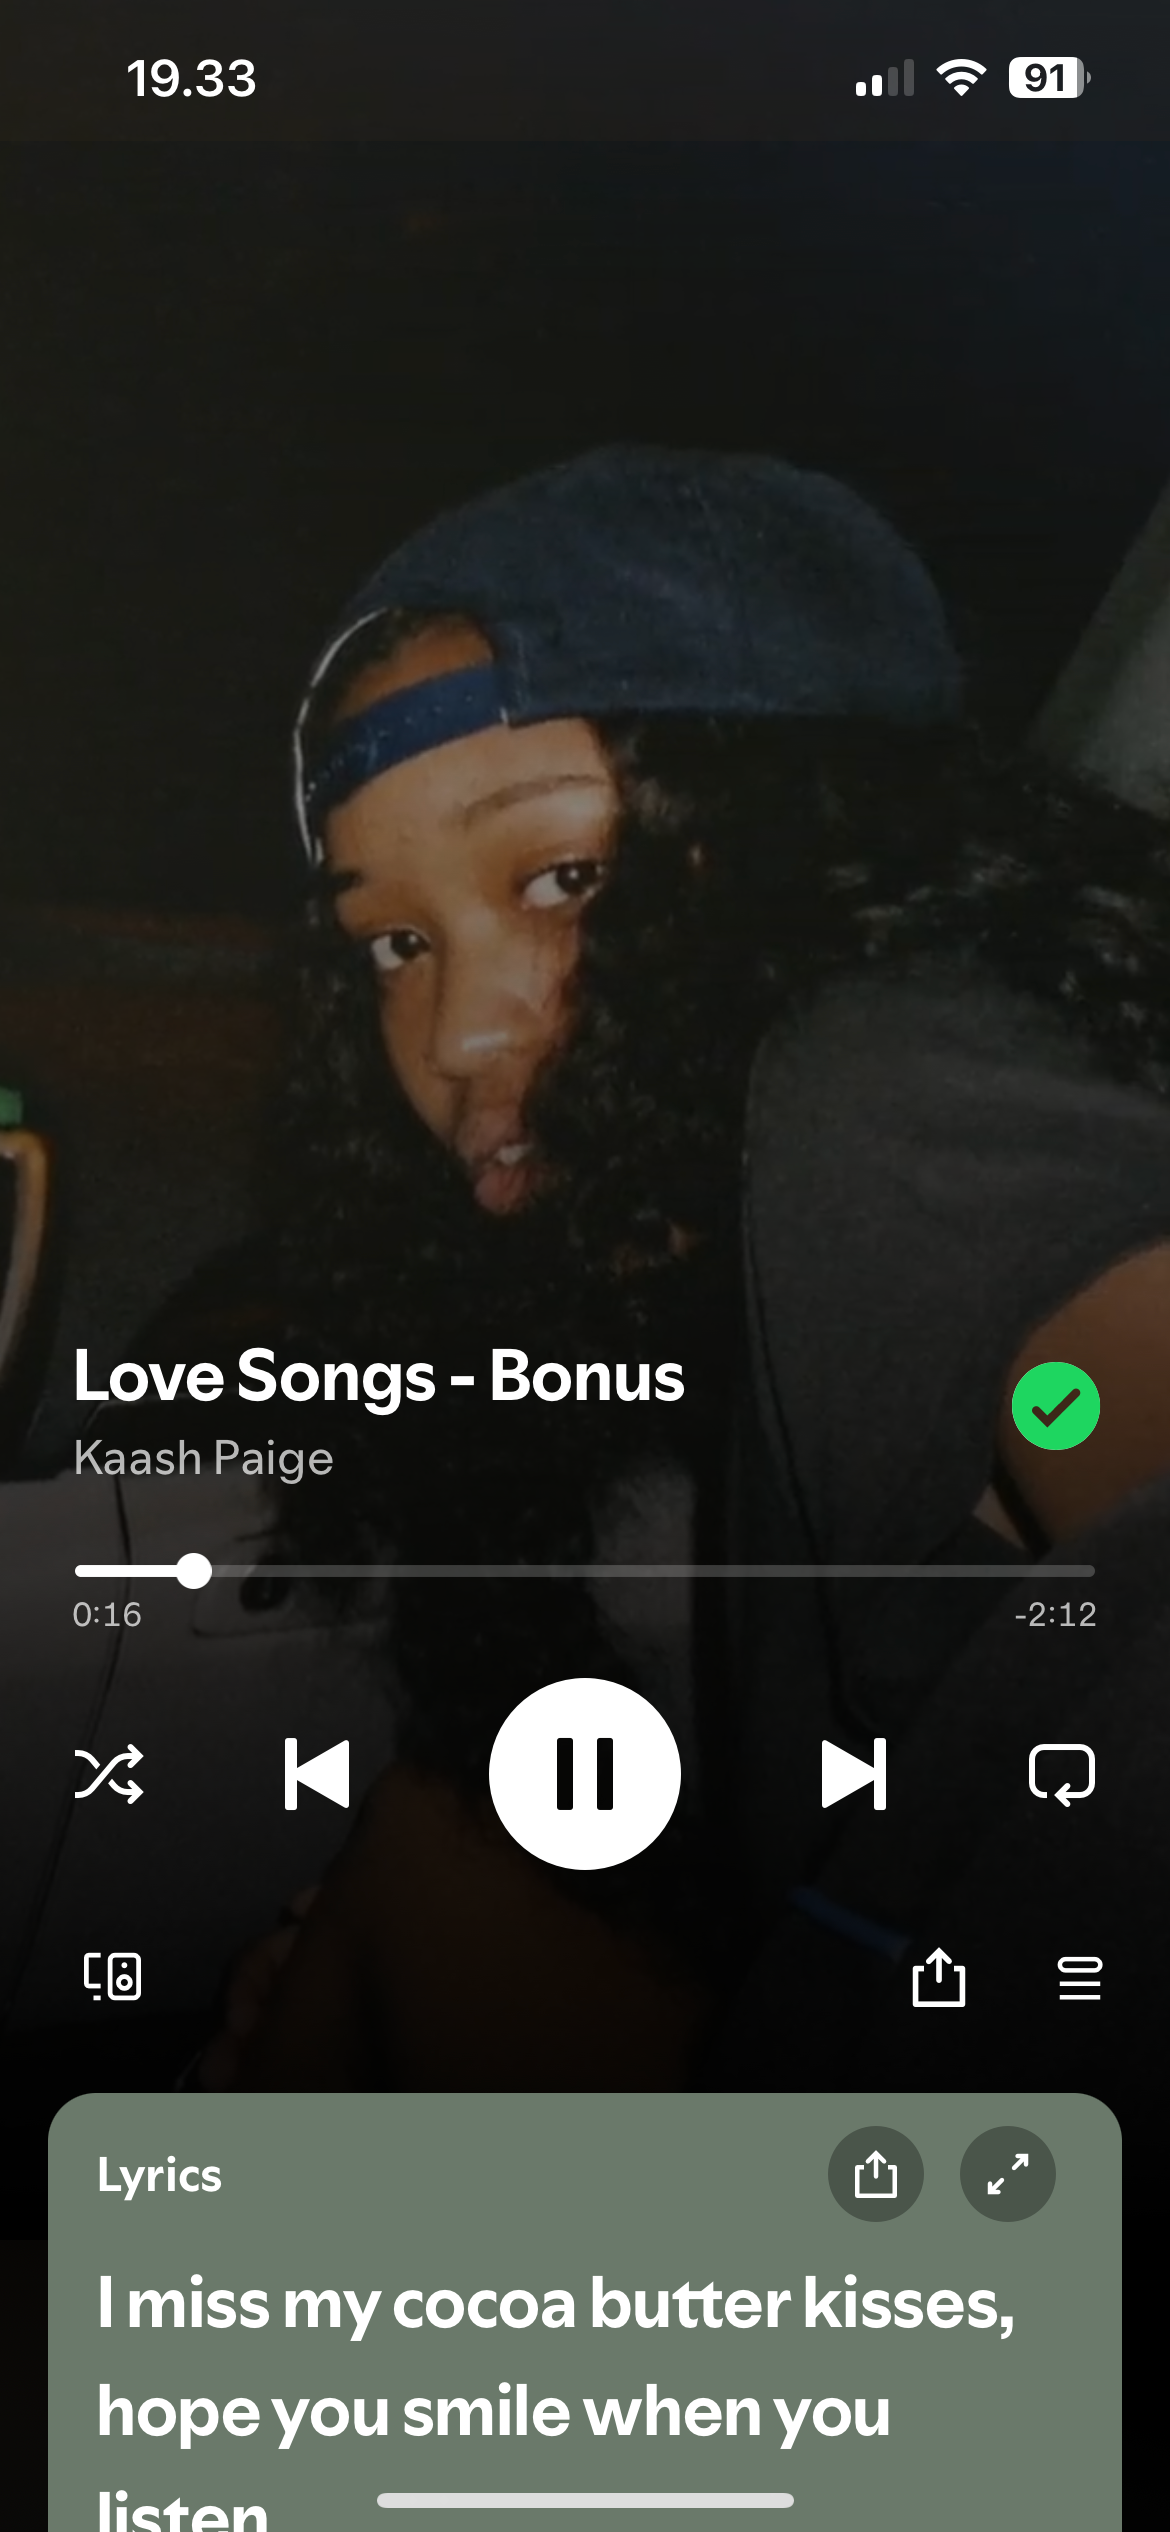 19.33
91
Love Songs - Bonus
Kaash Paige
0:16
-2:12
Lyrics
I miss my cocoa butter kisses,
hope you smile when you
listen